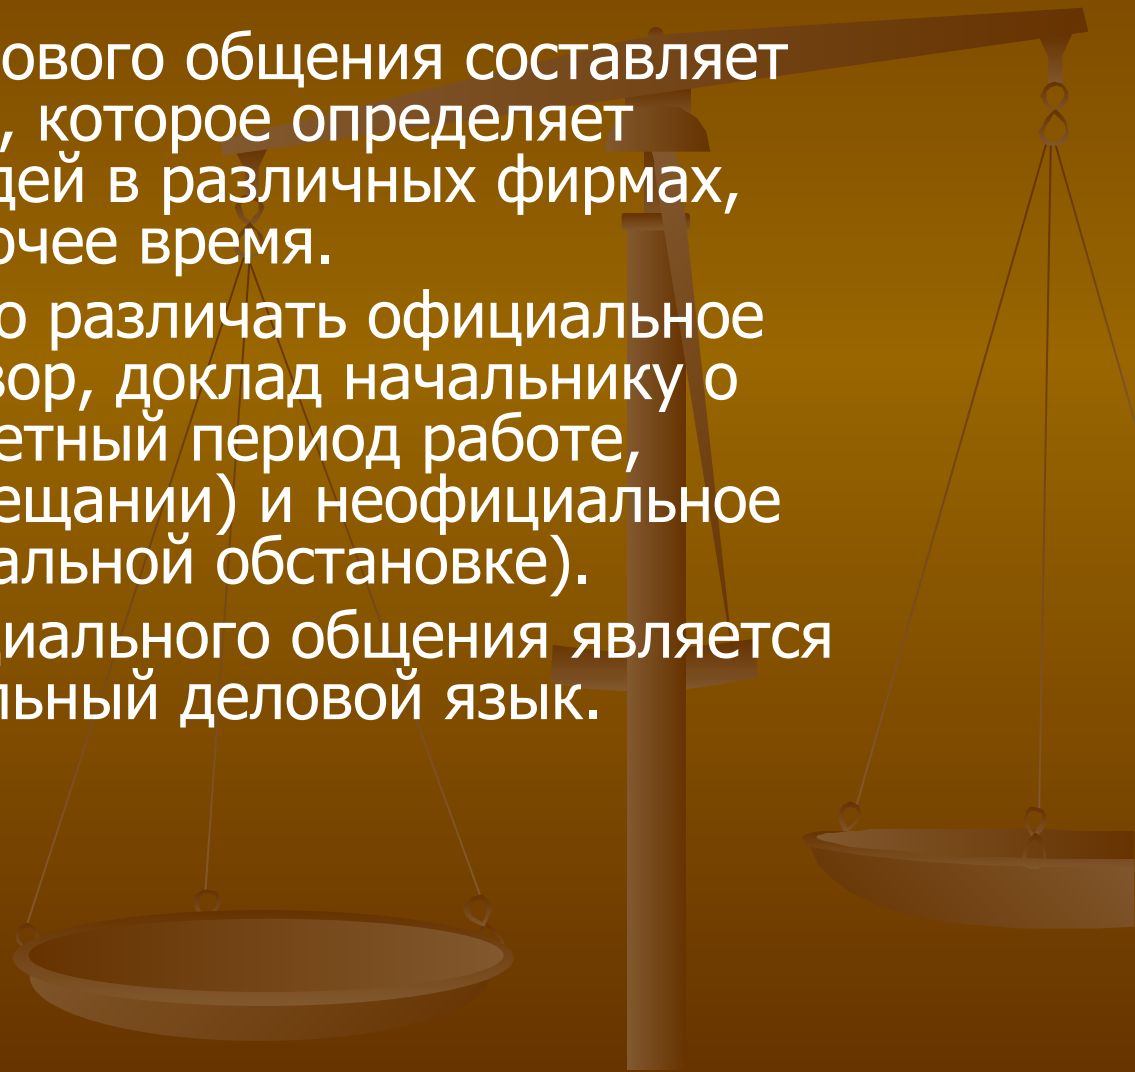 ового общения составляет
, которое определяет
дей в различных фирмах,
очее время.
о различать официальное
вор, доклад начальнику о
етный период работе,
ещании) и неофициальное
альной обстановке).
циального общения является
льный деловой язык.